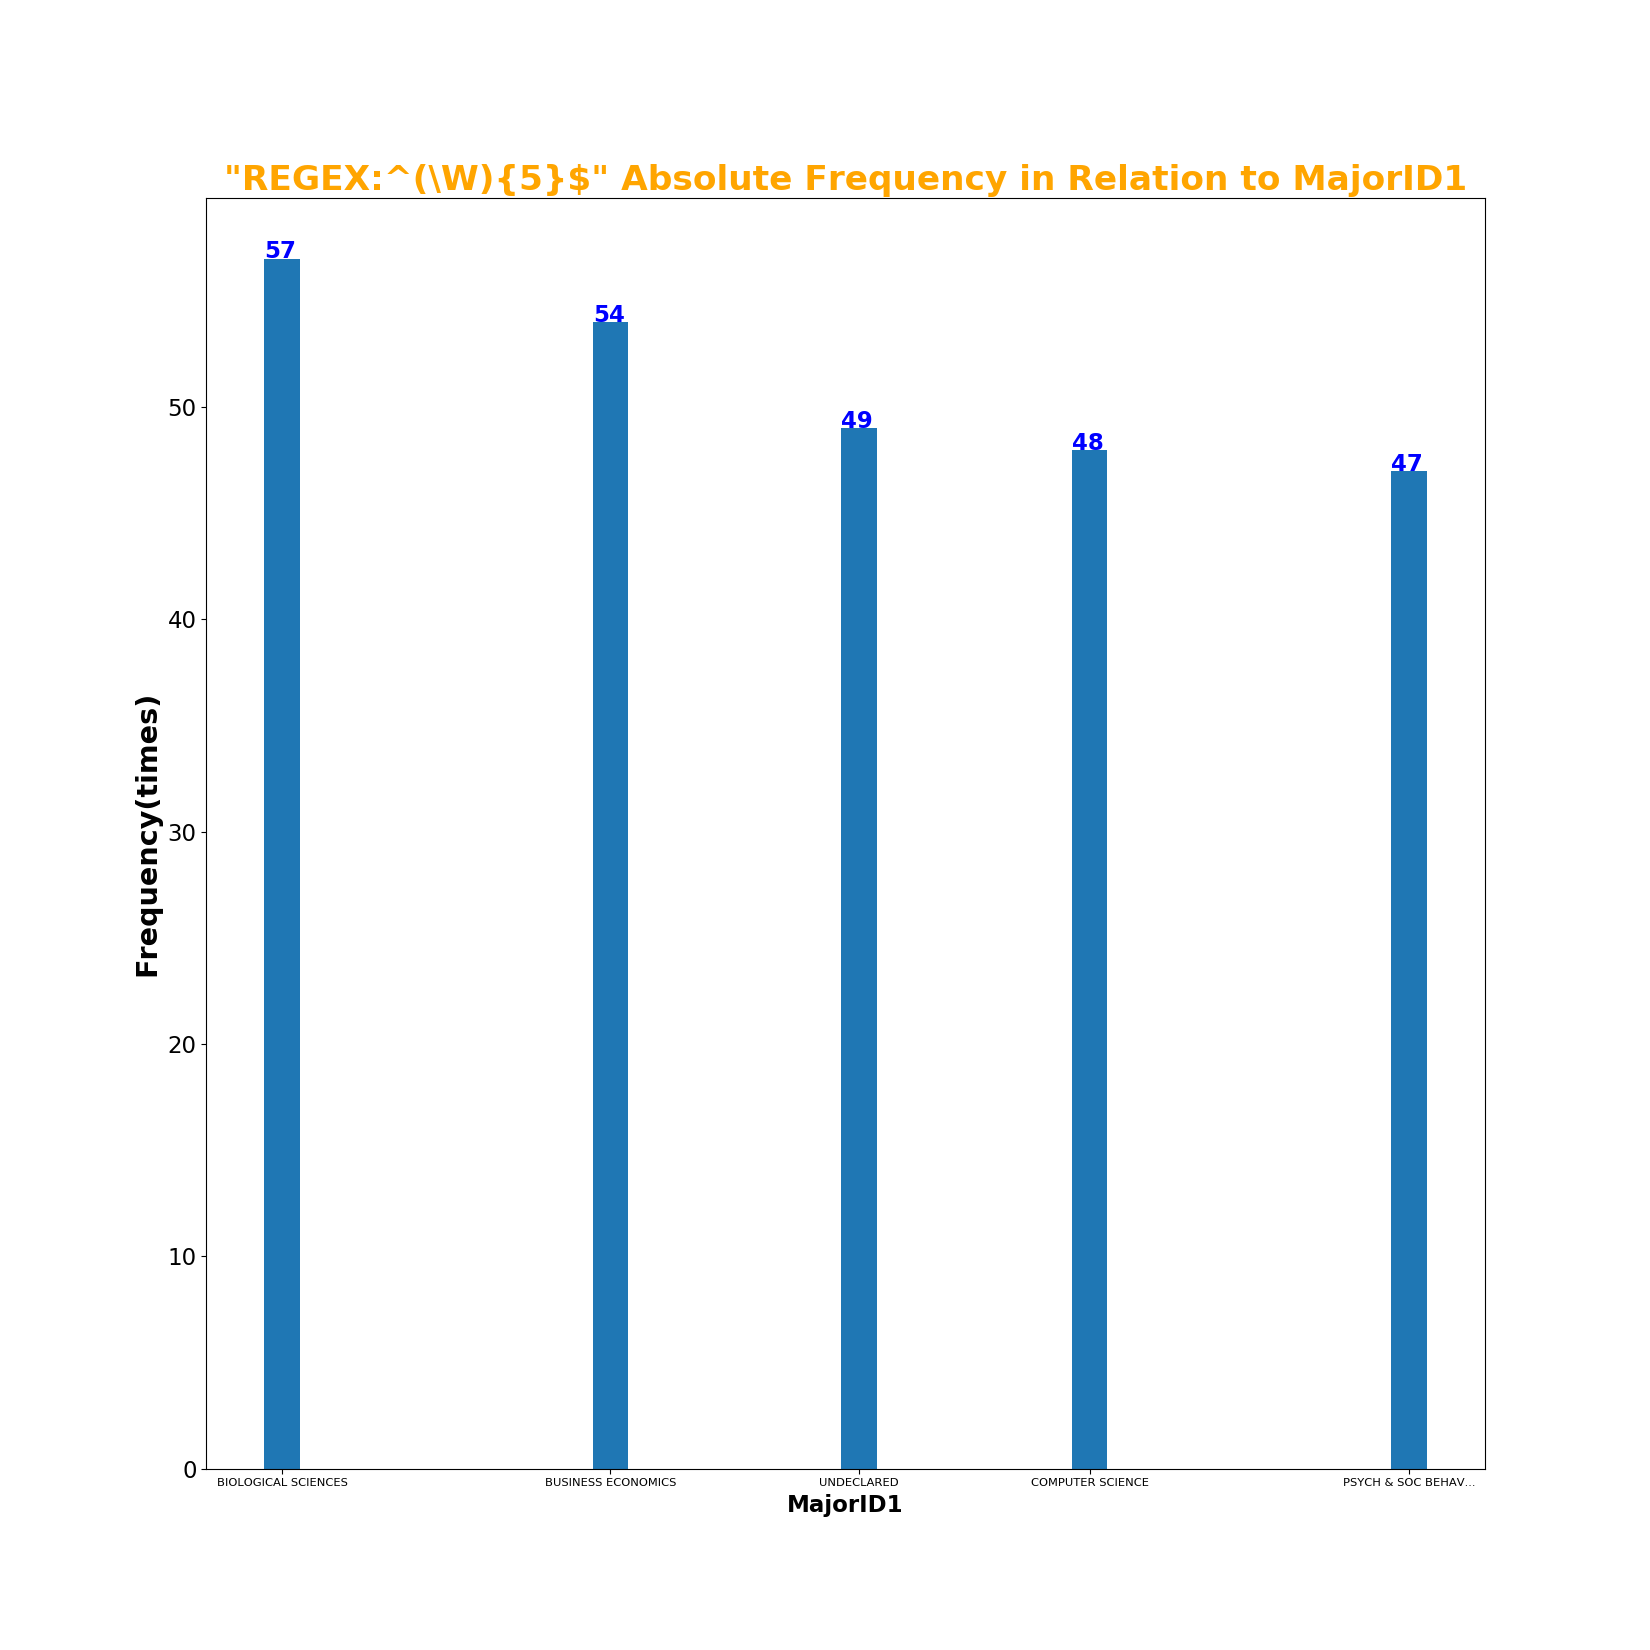 "REGEX:^(\W){5}$" Absolute Frequency in Relation to MajorID1
57
54
49
48
47
50
40
30
20
10
0
Frequency(times)
BIOLOGICAL SCIENCES
BUSINESS ECONOMICS
UNDECLARED
COMPUTER SCIENCE
PSYCH & SOC BEHAV...
MajorID1